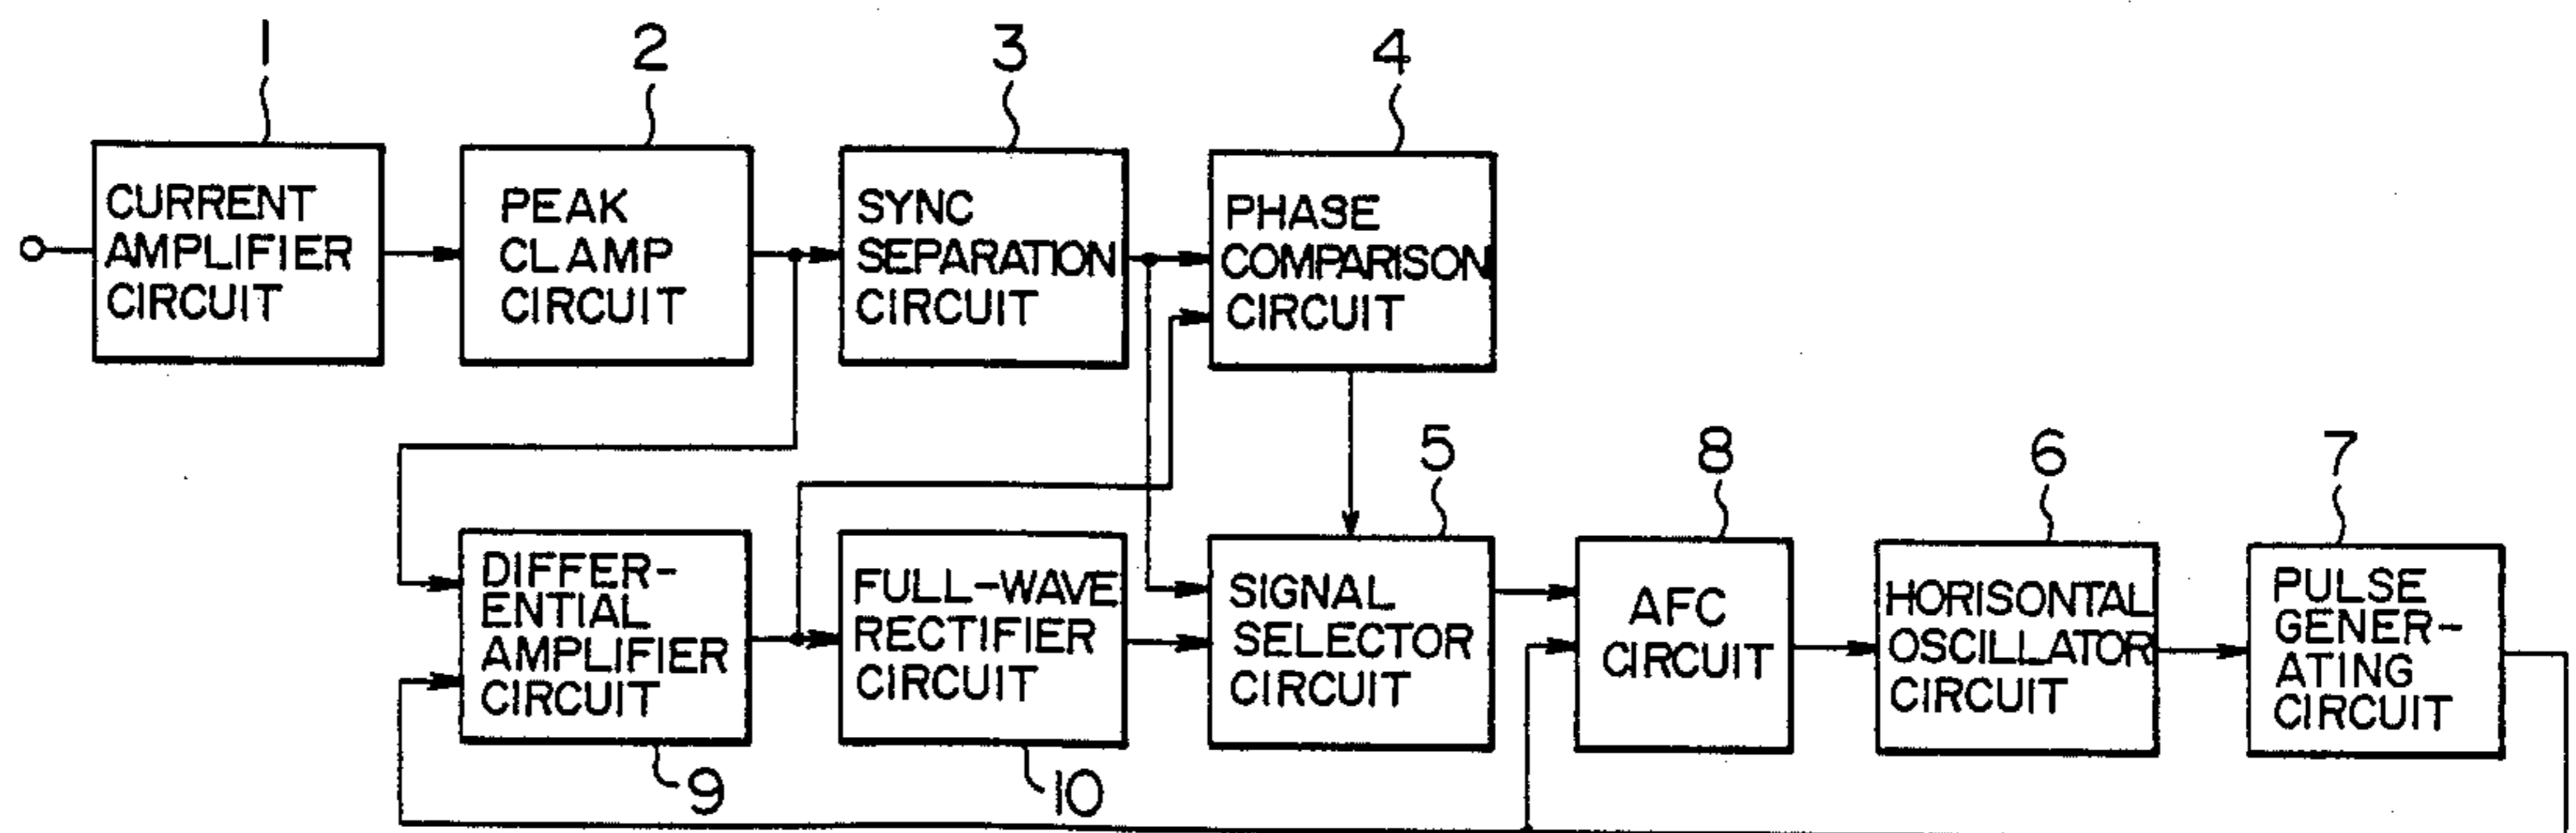 1
2
3
4
CURRENT
AMPLIFIER
CIRCUIT
PEAK
CLAMP
CIRCUIT
SYNC
SEPARATION
CIRCUIT
PHASE
COMPARISON
CIRCUIT
5
8
6
7
DIFFER-
ENTIAL
AMPLIFIER
CIRCUIT
FULL-WAVE
RECTIFIER
CIRCUIT
SIGNAL
SELECTOR
CIRCUIT
AFC
CIRCUIT
HORISONTAL
OSCILLATOR
CIRCUIT
PULSE
GENER-
ATING
CIRCUIT
9
10